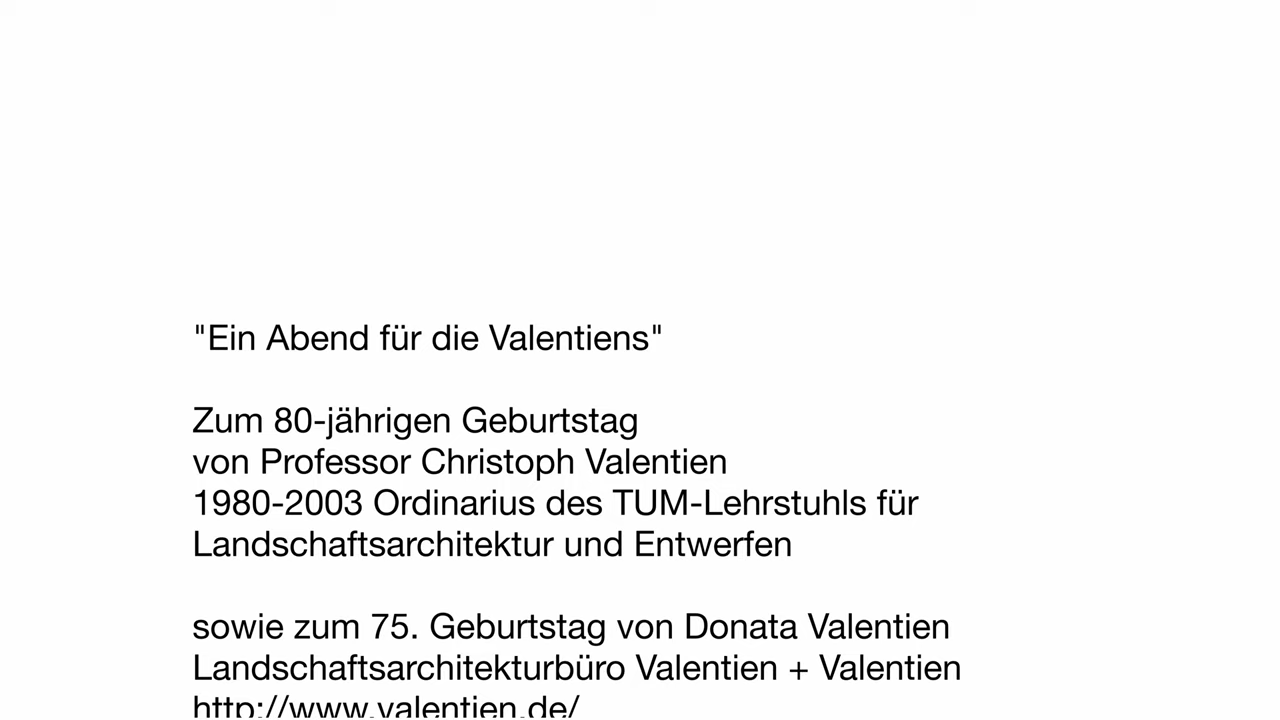 "Ein Abend für die Valentiens"
Zum 80-jährigen Geburtstag
von Professor Christoph Valentien
1980-2003 Ordinarius des TUM-Lehrstuhls für
Landschaftsarchitektur und Entwerfen
sowie zum 75. Geburtstag von Donata Valentien
Landschaftsarchitekturbüro Valentien + Valentien
http://www.valentien.de/